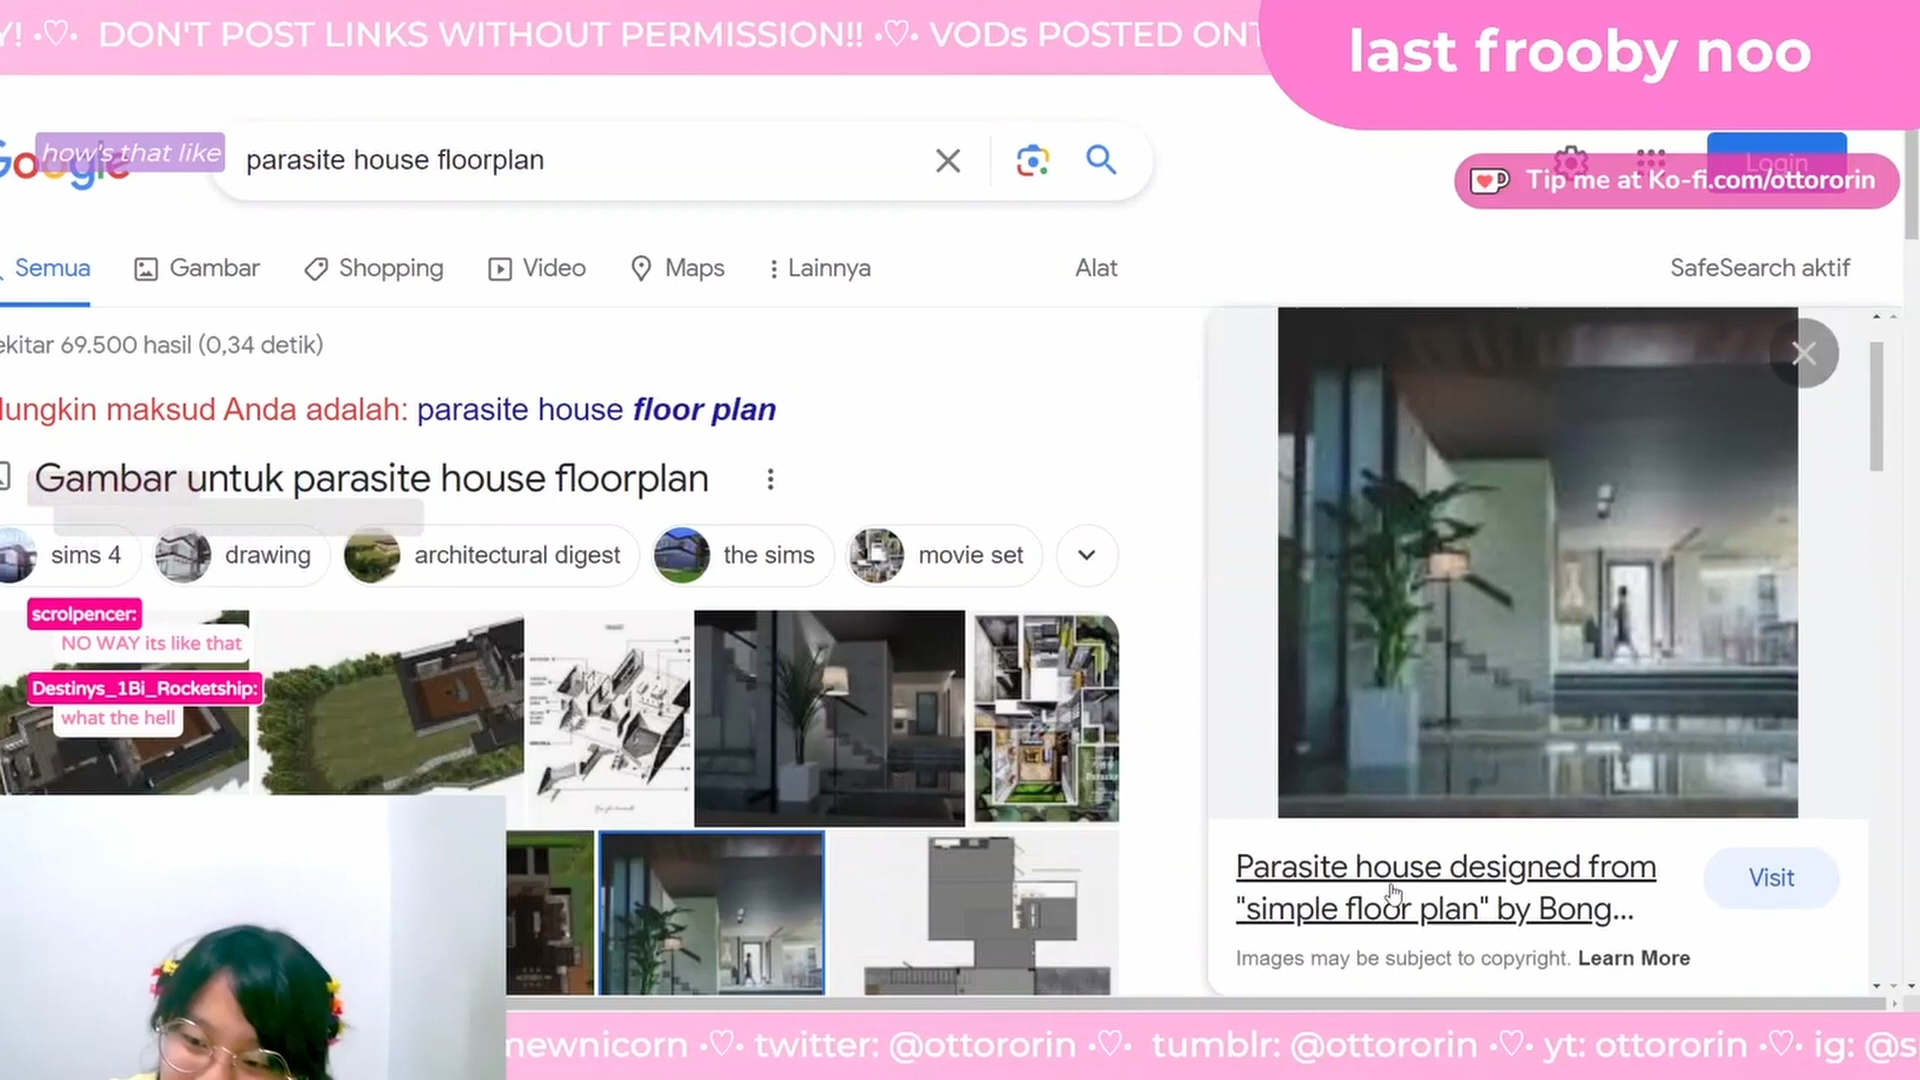 Y! •♡• DON'T POST LINKS WITHOUT PERMISSION!! •♡• VODs POSTED ONT
last frooby noo
Google
how's that like
parasite house floorplan
Login
Tip me at Ko-fi.com/ottororin
Semua
Gambar
Shopping
Video
Maps
Lainnya
Alat
SafeSearch aktif
ekitar 69.500 hasil (0,34 detik)
lungkin maksud Anda adalah: parasite house floor plan
Gambar untuk parasite house floorplan
sims 4
drawing
architectural digest
the sims
movie set
scrolpencer:
NO WAY its like that
Destinys_1Bi_Rocketship:
what the hell
Parasite house designed from
"simple floor plan" by Bong...
Visit
Images may be subject to copyright. Learn More
newnicorn •♡• twitter: @ottororin •♡• tumblr: @ottororin •♡• yt: ottororin •♡• ig: @s